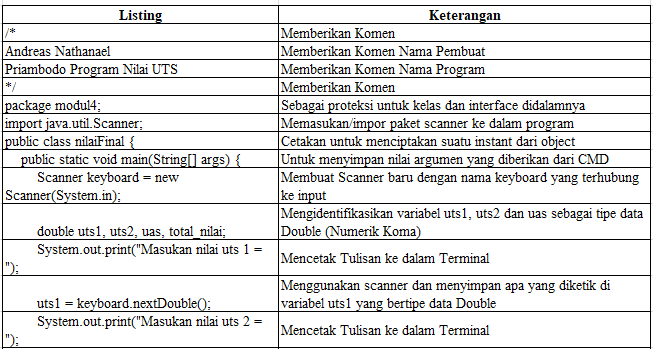 Listing Keterangan
/* Memberikan Komen
Andreas Nathanael Memberikan Komen Nama Pembuat
Priambodo Program Nilai UTS Memberikan Komen Nama Program
*/ Memberikan Komen
package modul4; Sebagai proteksi untuk kelas dan interface didalamnya
import java.util.Scanner; Memasukan/impor paket scanner ke dalam program
public class nilaiFinal { Cetakan untuk menciptakan suatu instant dari object
public static void main(String[] args) { Untuk menyimpan nilai argumen yang diberikan dari CMD
Scanner keyboard = new Membuat Scanner baru dengan nama keyboard yang terhubung
Scanner(System.in); ke input
Mengidentifikasikan variabel uts1, uts2 dan uas sebagai tipe data
double uts1, uts2, uas, total_nilai; Double (Numerik Koma)
System.out.print("Masukan nilai uts 1 =
"); Mencetak Tulisan ke dalam Terminal
Menggunakan scanner dan menyimpan apa yang diketik di
uts1 = keyboard.nextDouble(); variabel uts1 yang bertipe data Double
System.out.print("Masukan nilai uts 2 =
"); Mencetak Tulisan ke dalam Terminal